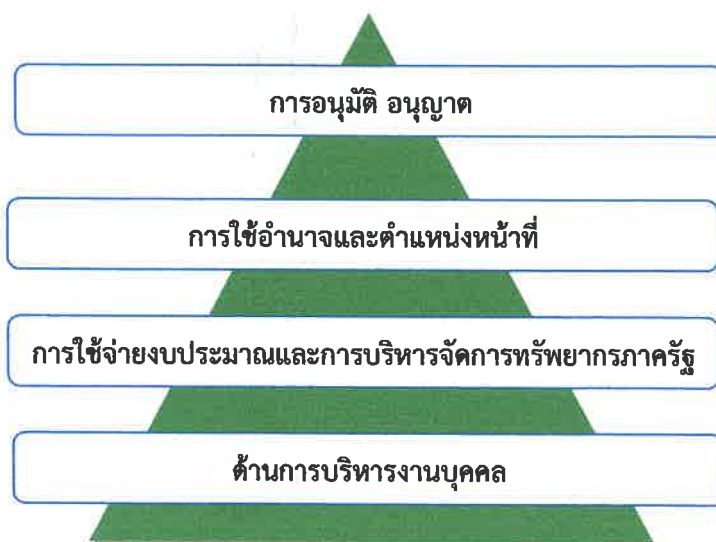 การอนุมัติ อนุญาต
การใช้อำนาจและตำแหน่งหน้าที่
การใช้จ่ายงบประมาณและการบริหารจัดการทรัพยากรภาครัฐ
ด้านการบริหารงานบุคคล